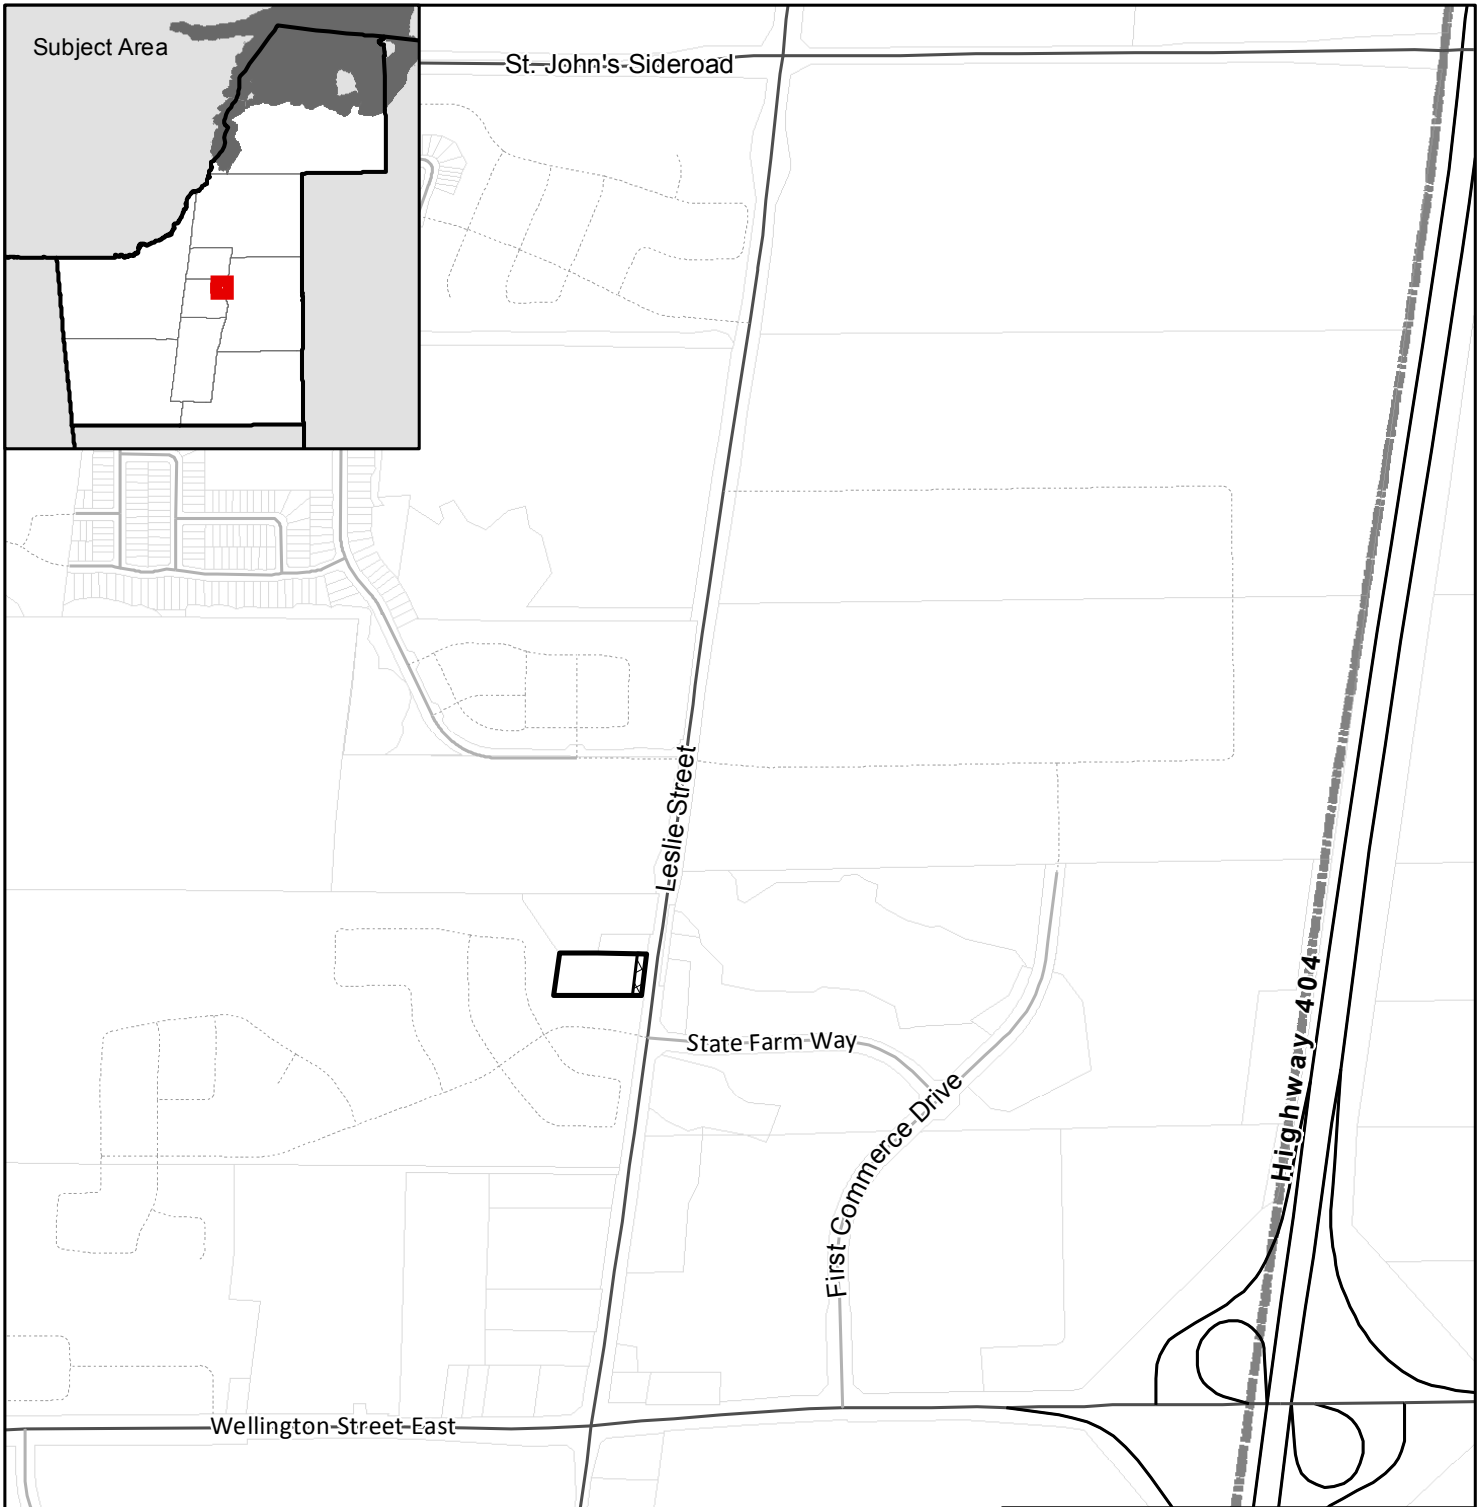 Subject Area
St. John's Sideroad
Leslie Street
Highway 404
State Farm Way
First Commerce Drive
Wellington Street East